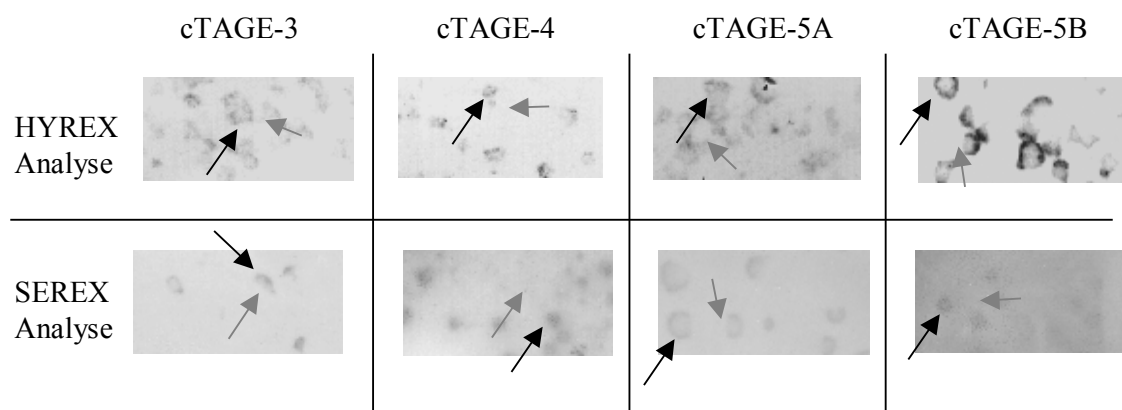 cTAGE-3 cTAGE-4 cTAGE-5A cTAGE-5B
HYREX
Analyse
SEREX
Analyse